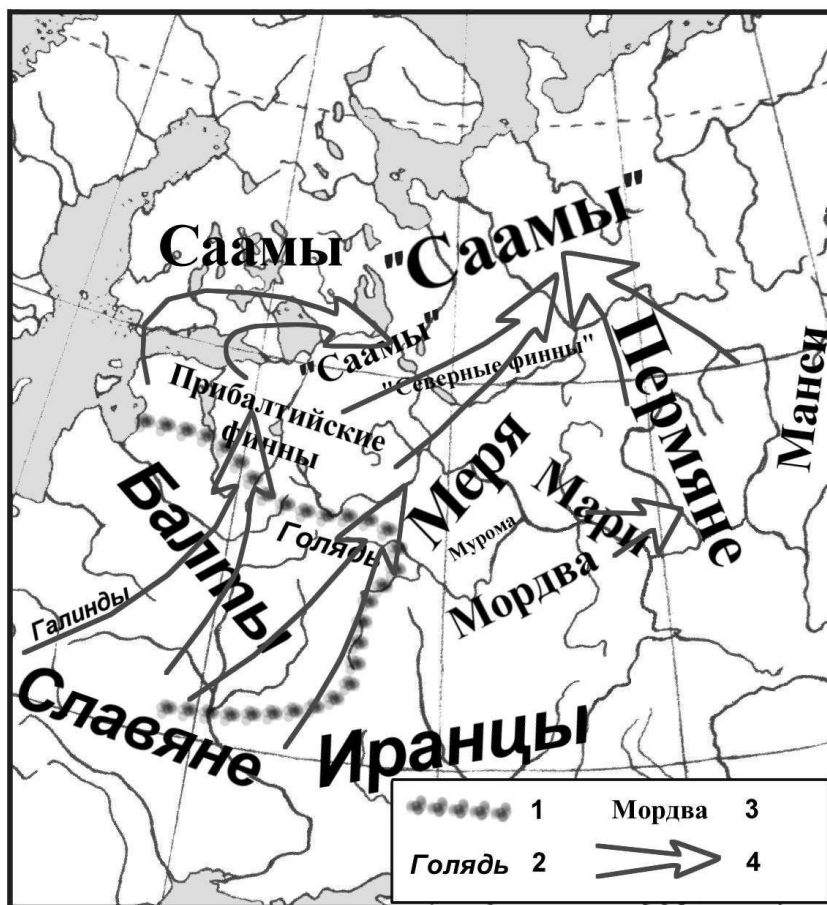 Саамы
"Саамы"
"Саамы"
"Северные финны"
Прибалтийские
финны
Пермяне
Манси
Меря
Мари
Мурома
Мордва
Балты
Голядь
Галинды
Славяне
Иранцы
1
Мордва 3
Голядь 2
4